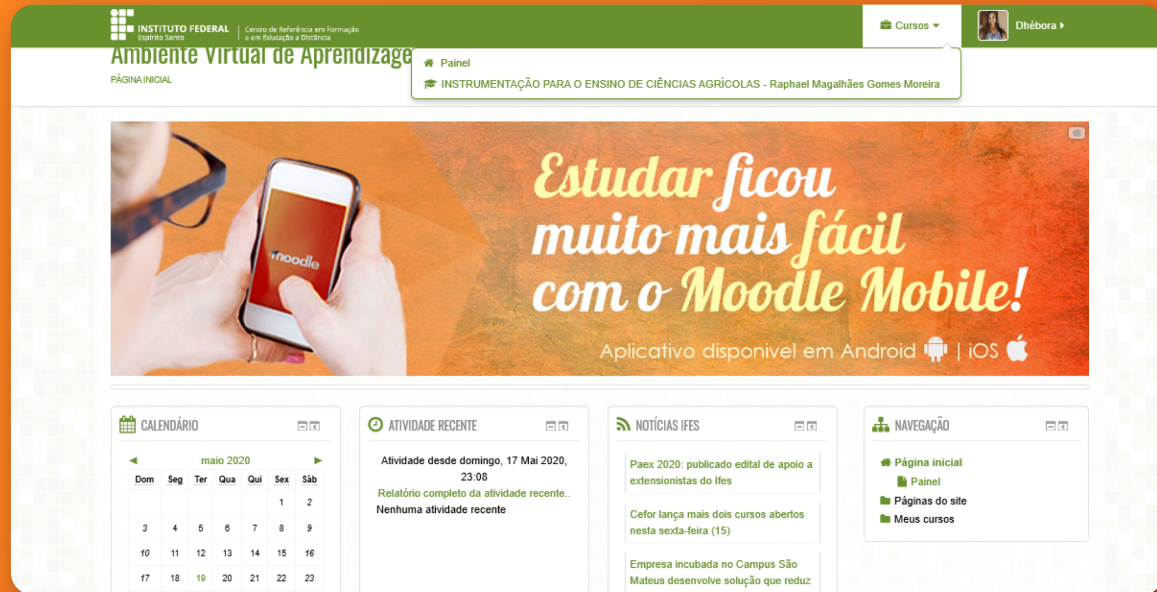 INSTITUTO FEDERAL
Espírito Santo
Centro de Referência em Formação
e em Educação a Distância
Cursos
Dhébora
Ambiente Virtual de Aprendizage
PÁGINA INICIAL
Painel
INSTRUMENTAÇÃO PARA O ENSINO DE CIÊNCIAS AGRÍCOLAS - Raphael Magalhães Gomes Moreira
moodle
Estudar ficou
muito mais fácil
com o Moodle Mobile!
Aplicativo disponivel em Android | iOS
CALENDÁRIO
maio 2020
Dom Seg Ter Qua Qui Sex Sáb
1 2
3 4 5 6 7 8 9
10 11 12 13 14 15 16
17 18 19 20 21 22 23
ATIVIDADE RECENTE
Atividade desde domingo, 17 Mai 2020,
23:08
Relatório completo da atividade recente..
Nenhuma atividade recente
NOTÍCIAS IFES
Paex 2020: publicado edital de apoio a
extensionistas do Ifes
Cefor lança mais dois cursos abertos
nesta sexta-feira (15)
Empresa incubada no Campus São
Mateus desenvolve solução que reduz
NAVEGAÇÃO
Página inicial
Painel
Páginas do site
Meus cursos